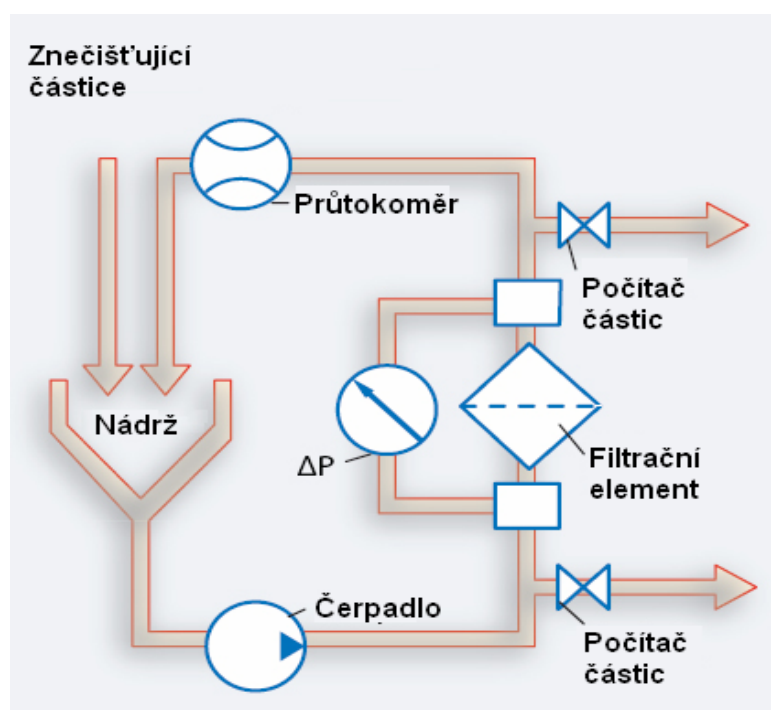 Znečišťující
částice
Průtokoměr
Počítač
částic
Nádrž
ΔP
Filtrační
element
Čerpadlo
Počítač
částic